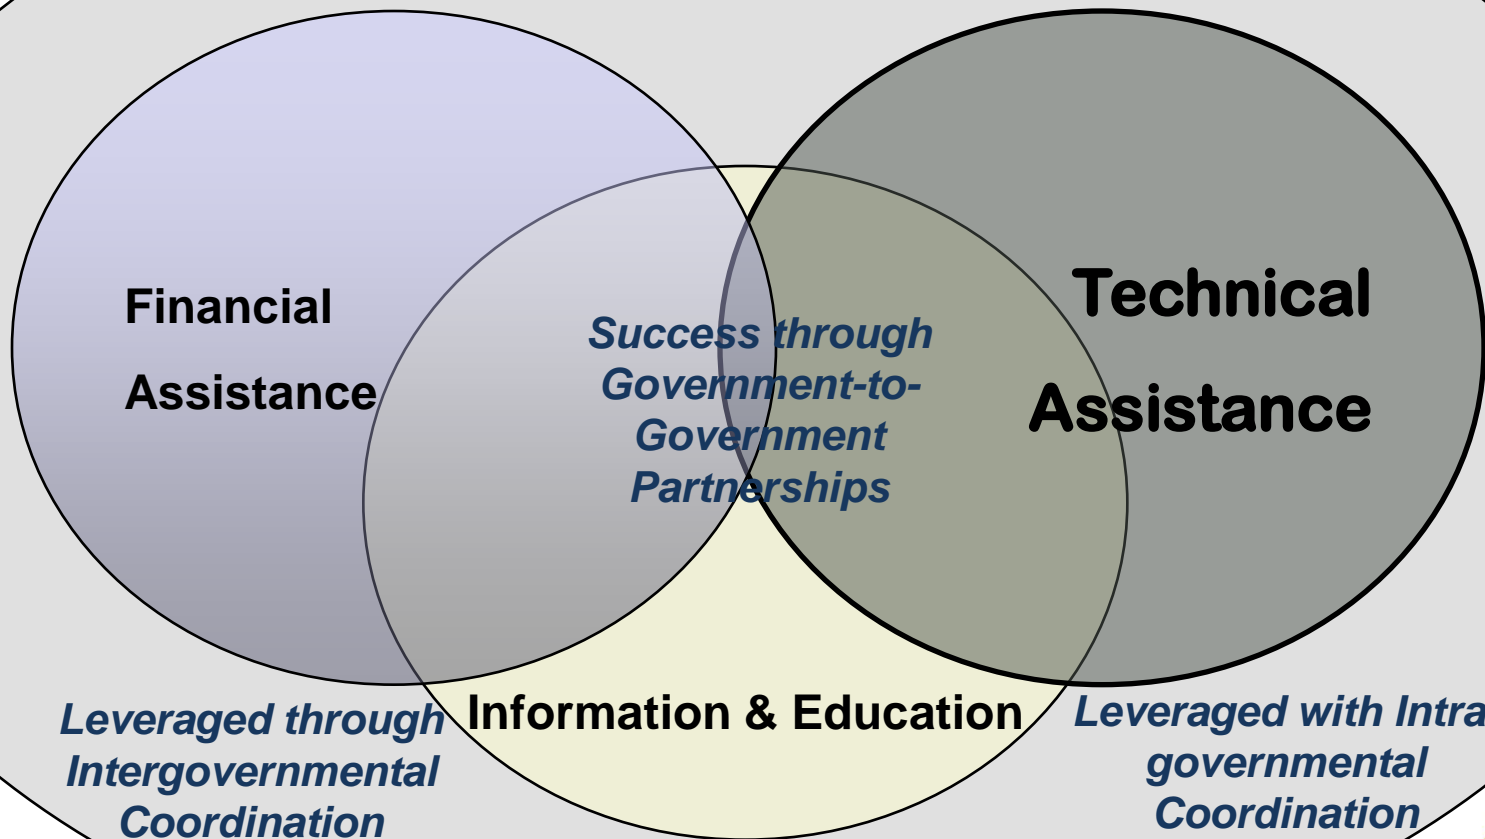 Financial
Assistance
Technical
Assistance
Success through
Government-to-
Government
Partnerships
Information & Education
Leveraged through
Intergovernmental
Coordination
Leveraged with Intra
governmental
Coordination